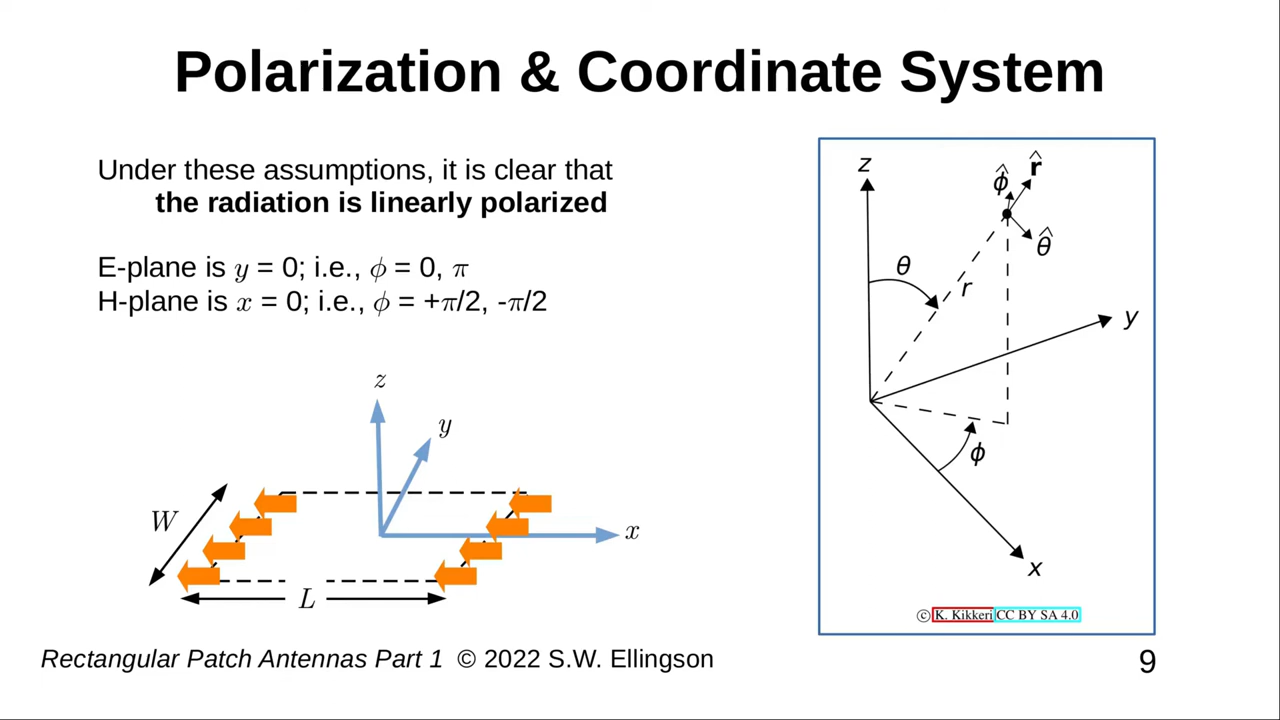 Polarization & Coordinate System
Under these assumptions, it is clear that
the radiation is linearly polarized
E-plane is y = 0; i.e., ϕ = 0, π
H-plane is x = 0; i.e., ϕ = +π/2, -π/2
z
y
W
x
L
z
ϕ̂
r̂
θ̂
θ
r
y
ϕ
x
© K. Kikkeri CC BY SA 4.0
Rectangular Patch Antennas Part 1 © 2022 S.W. Ellingson
9